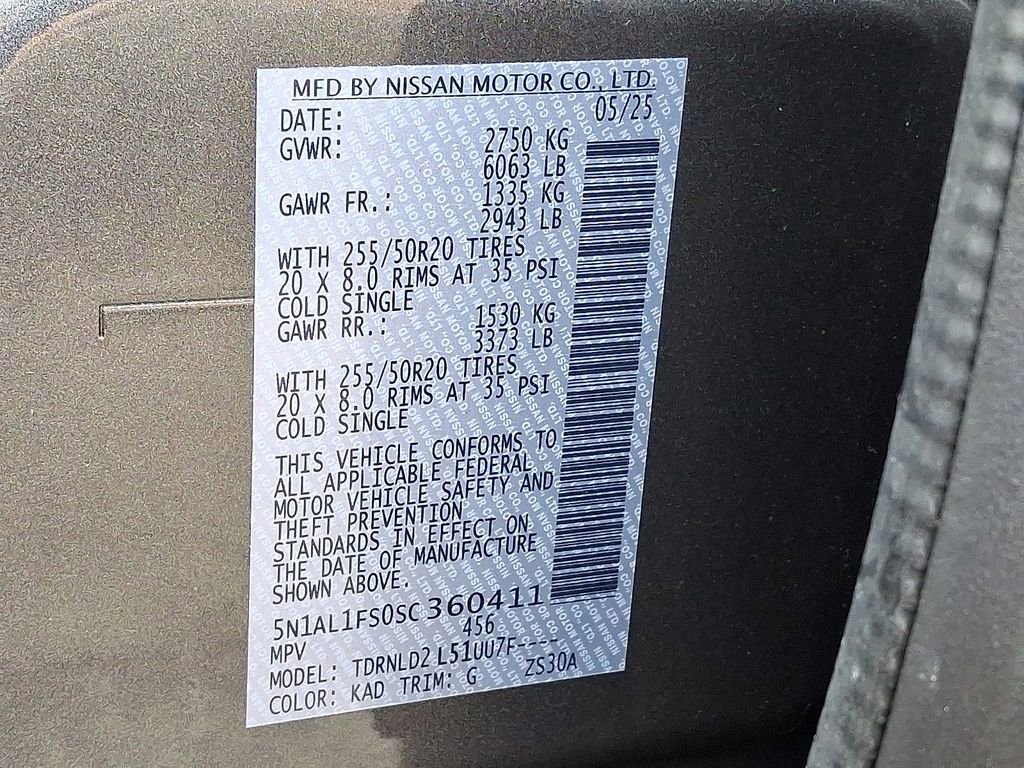 MFD BY NISSAN MOTOR CO., LTD.
DATE: 05/25
GVWR: 2750 KG
6063 LB
GAWR FR.: 1335 KG
2943 LB
WITH 255/50R20 TIRES
20 X 8.0 RIMS AT 35 PSI
COLD SINGLE
GAWR RR.: 1530 KG
3373 LB
WITH 255/50R20 TIRES
20 X 8.0 RIMS AT 35 PSI
COLD SINGLE
THIS VEHICLE CONFORMS TO
ALL APPLICABLE FEDERAL
MOTOR VEHICLE SAFETY AND
THEFT PREVENTION
STANDARDS IN EFFECT ON
THE DATE OF MANUFACTURE
SHOWN ABOVE.
5N1AL1FS0SC360411
MPV 456
MODEL: TDRNLD2 L51UU7F----
COLOR: KAD TRIM: G ZS30A